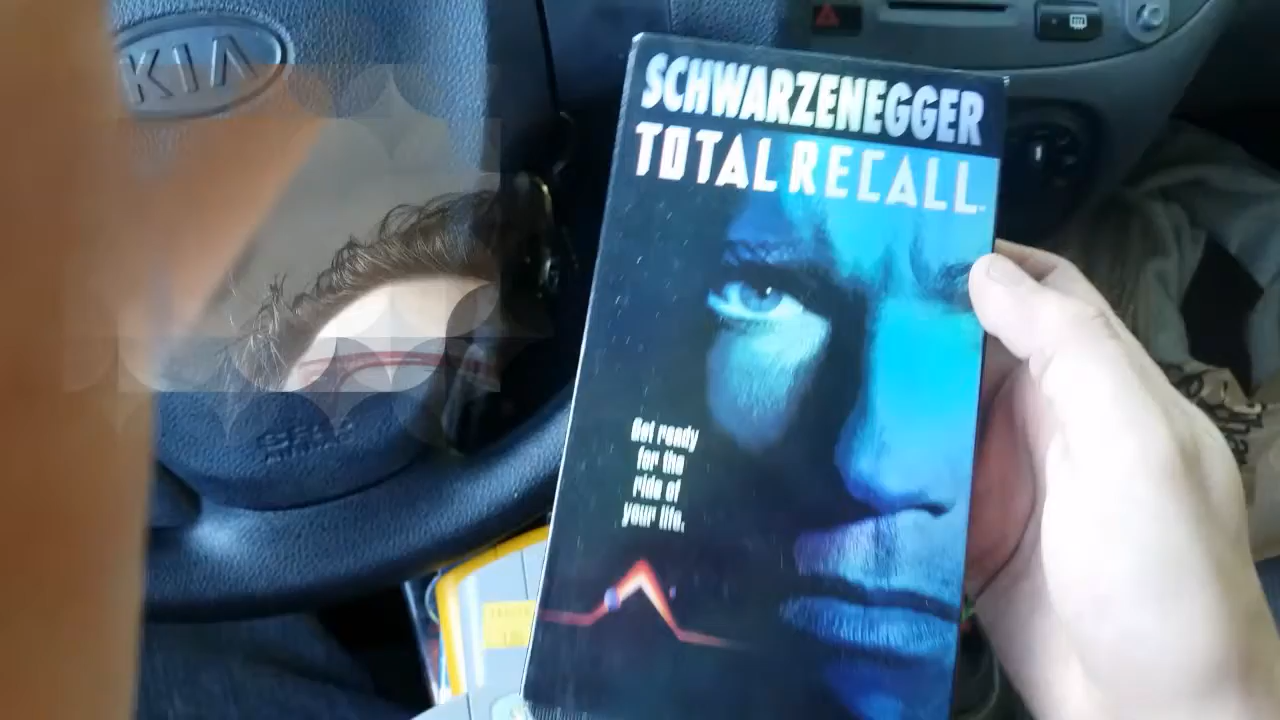 KIA
SCHWARZENEGGER
TOTAL RECALL
Get ready
for the
ride of
your life.